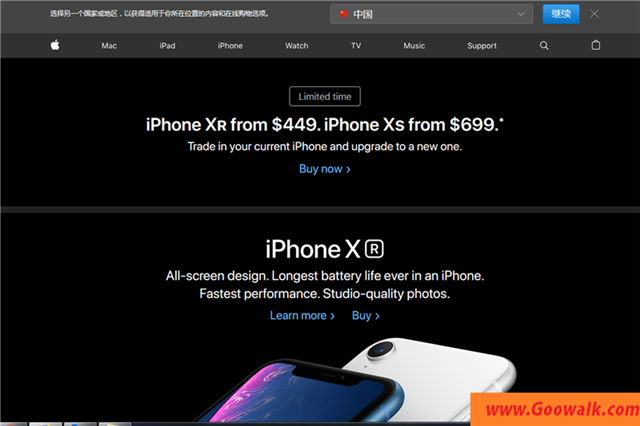 选择另一个国家或地区，以获得适用于你所在位置的内容和在线购物选项。
中国
继续
Mac iPad iPhone Watch TV Music Support
Limited time
iPhone XR from $449. iPhone Xs from $699.*
Trade in your current iPhone and upgrade to a new one.
Buy now >
iPhone X R
All-screen design. Longest battery life ever in an iPhone.
Fastest performance. Studio-quality photos.
Learn more > Buy >
www.Goowalk.com